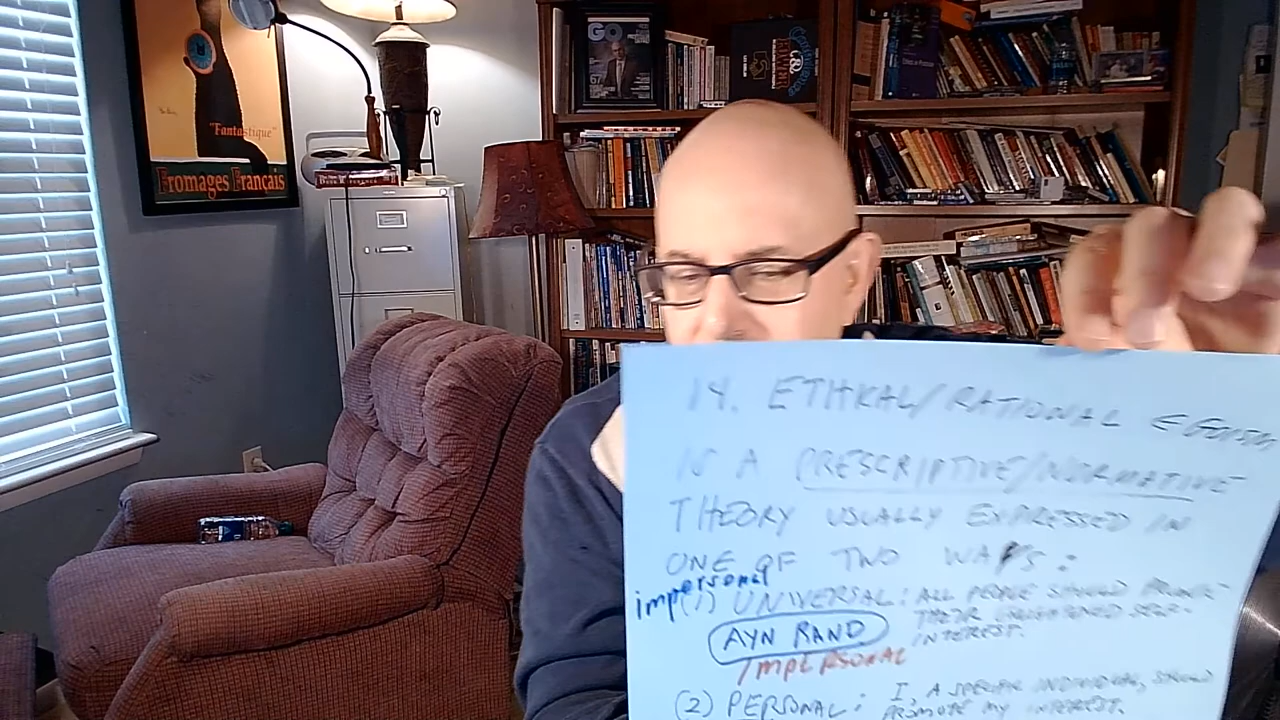 GQ
"Fantastique"
Fromages Français
14. ETHICAL/RATIONAL EGOISM
IS A PRESCRIPTIVE/NORMATIVE
THEORY USUALLY EXPRESSED IN
ONE OF TWO WAYS:
impersonal
(1) UNIVERSAL: ALL PEOPLE SHOULD PROMOTE
THEIR ENLIGHTENED SELF-
INTEREST.
AYN RAND
IMPERSONAL
(2) PERSONAL: I, A SPECIFIC INDIVIDUAL, SHOULD
PROMOTE MY INTEREST.